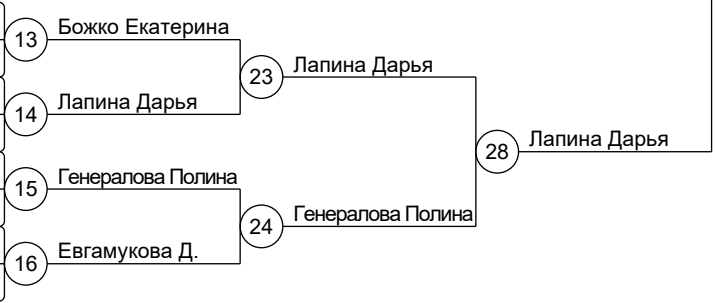 13 Божко Екатерина
23 Лапина Дарья
14 Лапина Дарья
28 Лапина Дарья
15 Генералова Полина
24 Генералова Полина
16 Евгамукова Д.